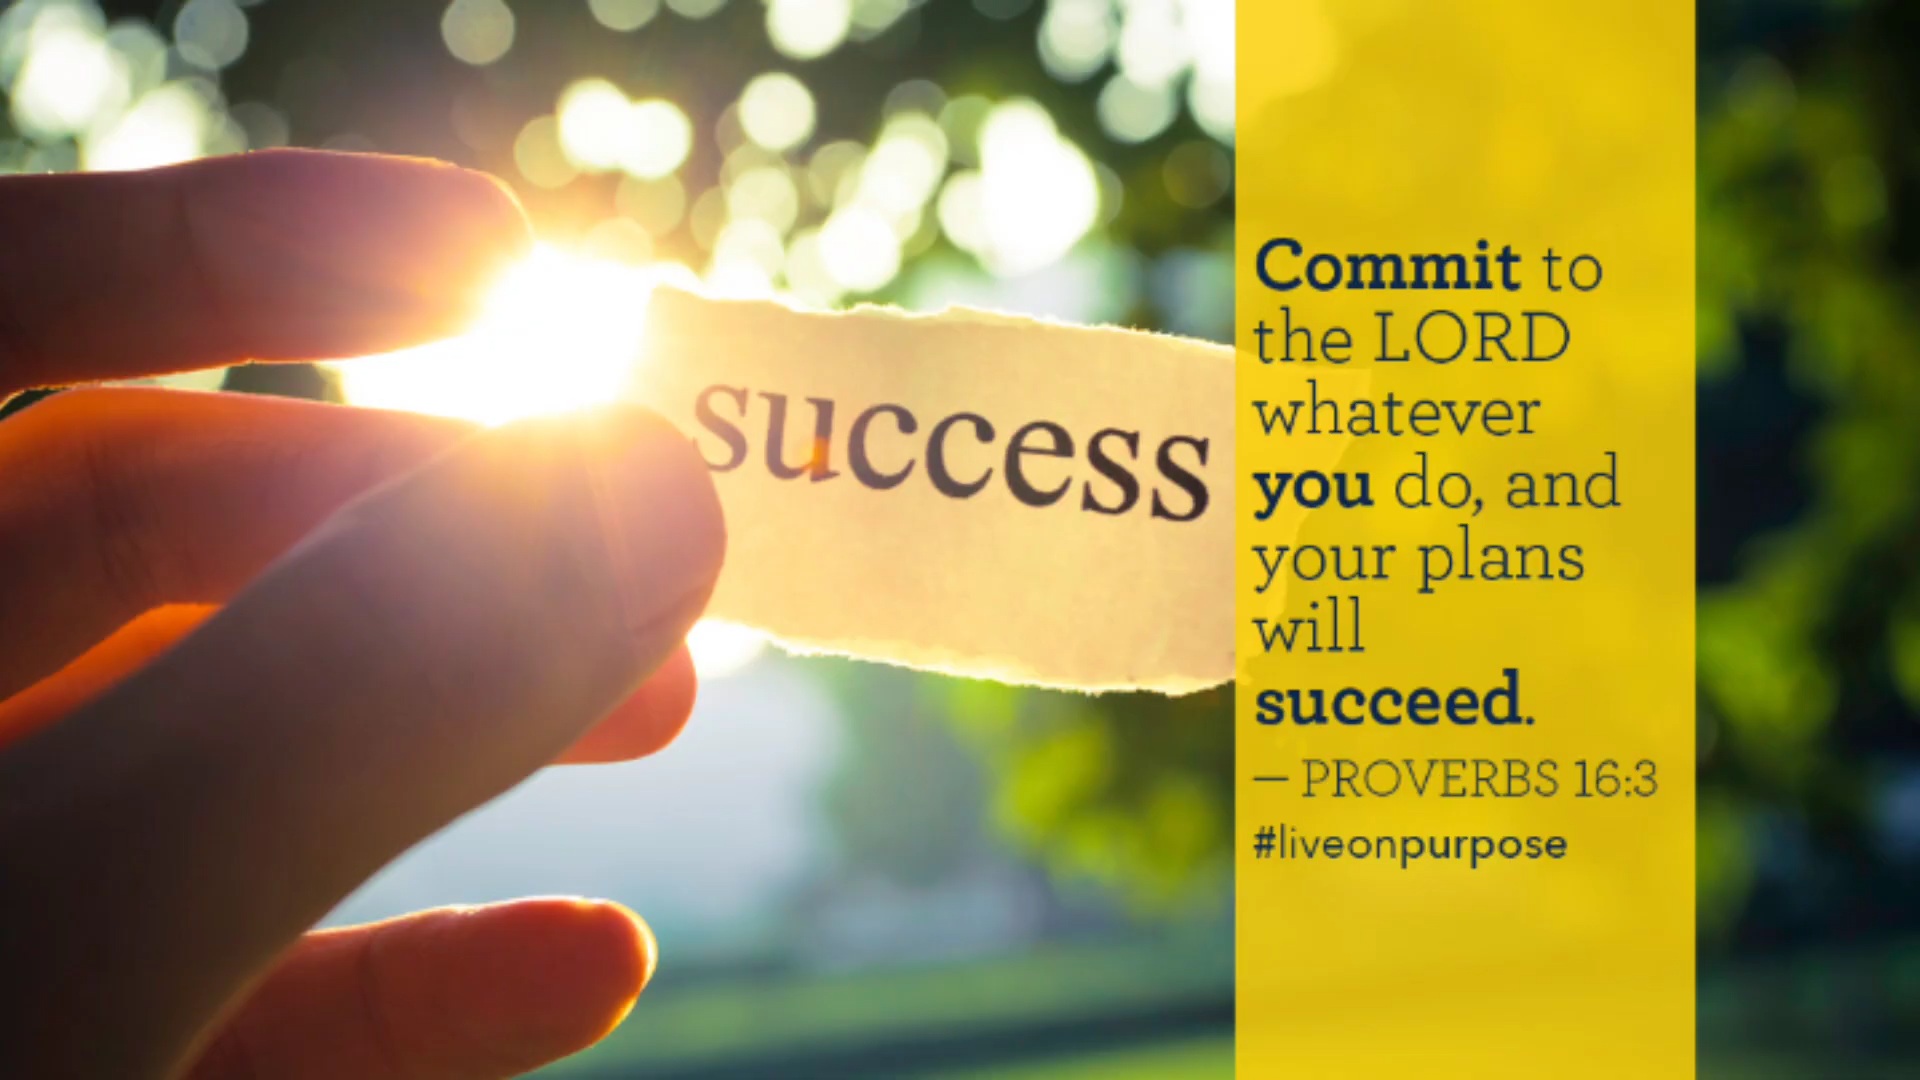 success
Commit to
the LORD
whatever
you do, and
your plans
will
succeed.
— PROVERBS 16:3
#liveonpurpose